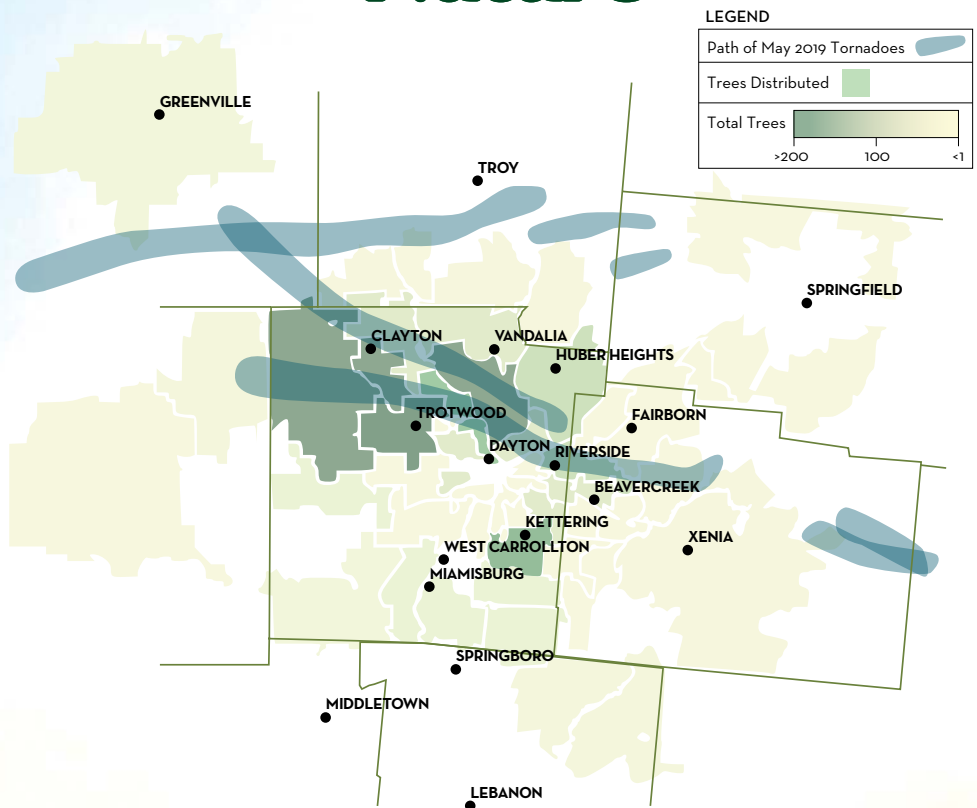 LEGEND
Path of May 2019 Tornadoes
Trees Distributed
Total Trees
>200 100 <1
GREENVILLE
TROY
SPRINGFIELD
CLAYTON
VANDALIA
HUBER HEIGHTS
TROTWOOD
FAIRBORN
DAYTON
RIVERSIDE
BEAVERCREEK
KETTERING
XENIA
WEST CARROLLTON
MIAMISBURG
SPRINGBORO
MIDDLETOWN
LEBANON